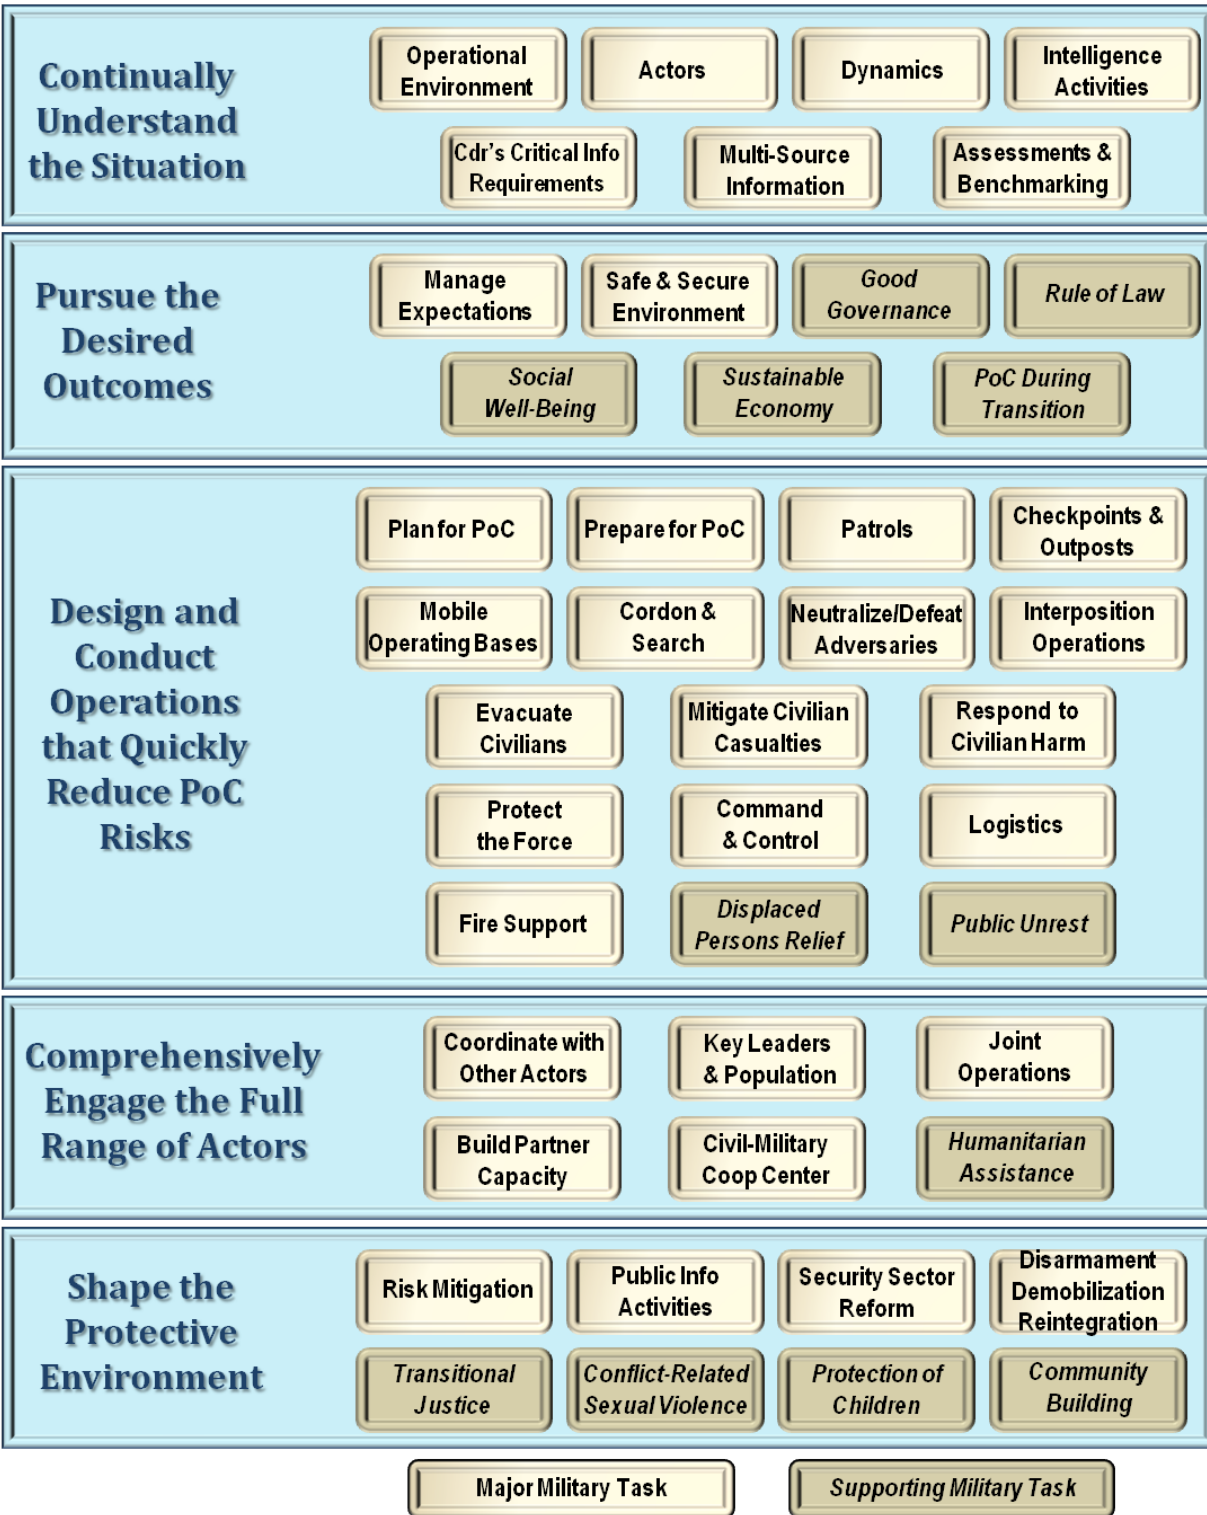 Continually
Understand
the Situation
Operational
Environment
Actors
Dynamics
Intelligence
Activities
Cdr's Critical Info
Requirements
Multi-Source
Information
Assessments &
Benchmarking
Pursue the
Desired
Outcomes
Manage
Expectations
Safe & Secure
Environment
Good
Governance
Rule of Law
Social
Well-Being
Sustainable
Economy
PoC During
Transition
Design and
Conduct
Operations
that Quickly
Reduce PoC
Risks
Plan for PoC
Prepare for PoC
Patrols
Checkpoints &
Outposts
Mobile
Operating Bases
Cordon &
Search
Neutralize/Defeat
Adversaries
Interposition
Operations
Evacuate
Civilians
Mitigate Civilian
Casualties
Respond to
Civilian Harm
Protect
the Force
Command
& Control
Logistics
Fire Support
Displaced
Persons Relief
Public Unrest
Comprehensively
Engage the Full
Range of Actors
Coordinate with
Other Actors
Key Leaders
& Population
Joint
Operations
Build Partner
Capacity
Civil-Military
Coop Center
Humanitarian
Assistance
Shape the
Protective
Environment
Risk Mitigation
Public Info
Activities
Security Sector
Reform
Disarmament
Demobilization
Reintegration
Transitional
Justice
Conflict-Related
Sexual Violence
Protection of
Children
Community
Building
Major Military Task
Supporting Military Task